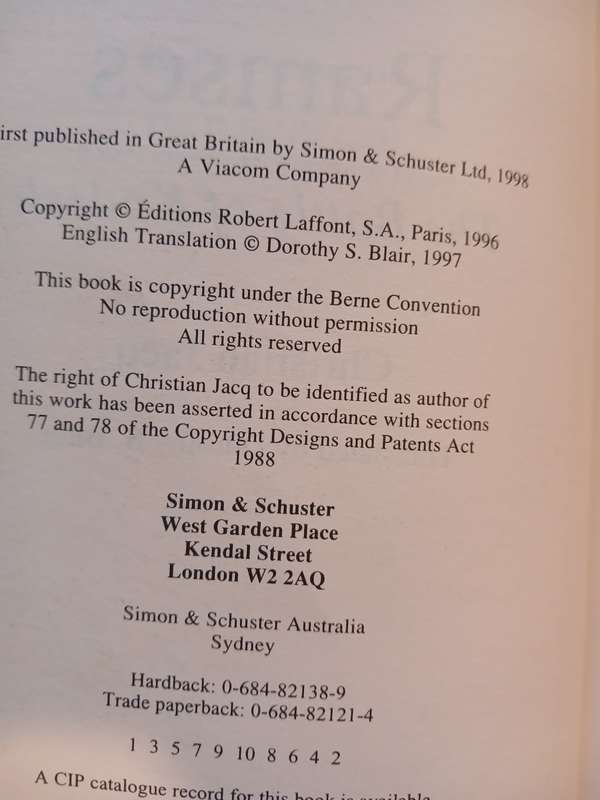 irst published in Great Britain by Simon & Schuster Ltd, 1998
A Viacom Company
Copyright © Éditions Robert Laffont, S.A., Paris, 1996
English Translation © Dorothy S. Blair, 1997
This book is copyright under the Berne Convention
No reproduction without permission
All rights reserved
The right of Christian Jacq to be identified as author of
this work has been asserted in accordance with sections
77 and 78 of the Copyright Designs and Patents Act
1988
Simon & Schuster
West Garden Place
Kendal Street
London W2 2AQ
Simon & Schuster Australia
Sydney
Hardback: 0-684-82138-9
Trade paperback: 0-684-82121-4
1 3 5 7 9 10 8 6 4 2
A CIP catalogue record for this book is available